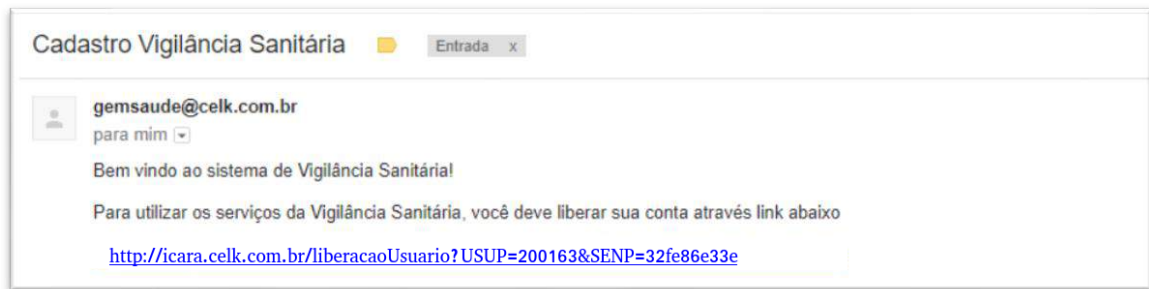 Cadastro Vigilância Sanitária
Entrada x
gemsaude@celk.com.br
para mim
Bem vindo ao sistema de Vigilância Sanitária!
Para utilizar os serviços da Vigilância Sanitária, você deve liberar sua conta através link abaixo
http://icara.celk.com.br/liberacaoUsuario?USUP=200163&SENP=32fe86e33e